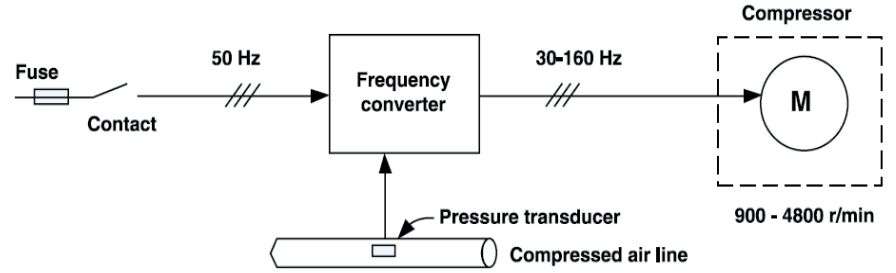 Compressor
Fuse
50 Hz
Frequency
converter
30-160 Hz
M
Contact
900 - 4800 r/min
Pressure transducer
Compressed air line